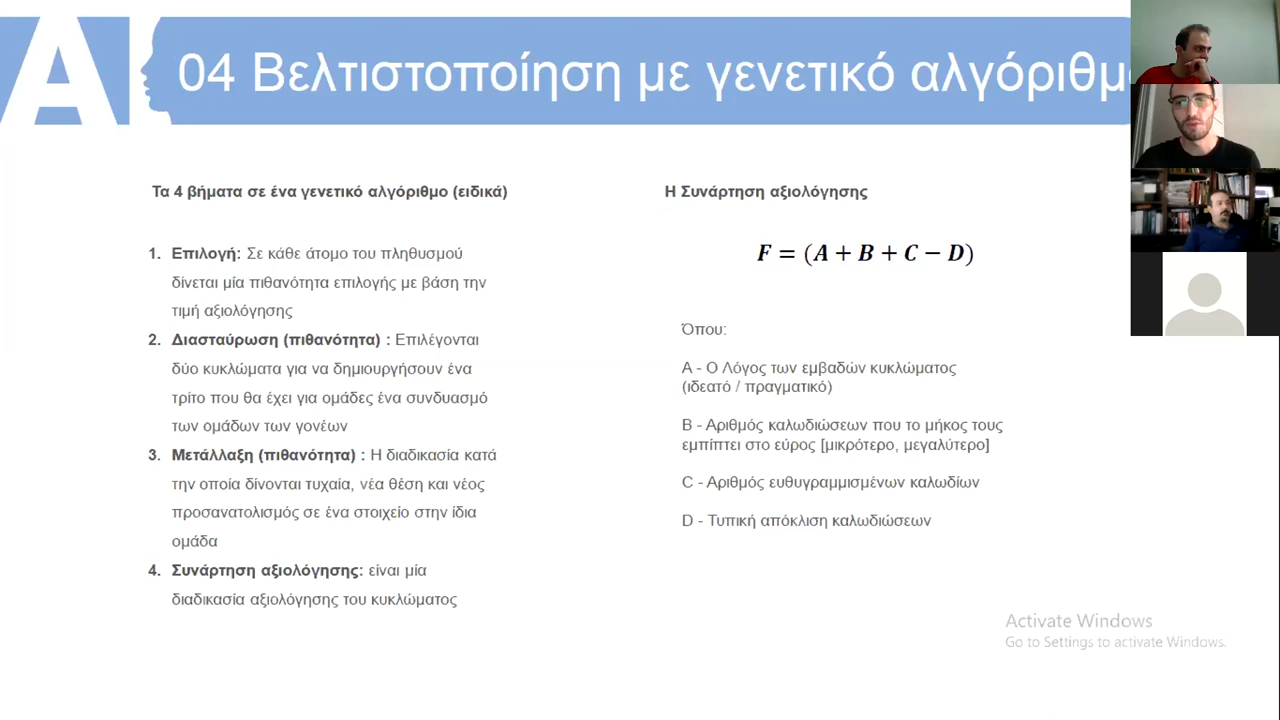 AI
04 Βελτιστοποίηση με γενετικό αλγόριθμ
Τα 4 βήματα σε ένα γενετικό αλγόριθμο (ειδικά)
1. Επιλογή: Σε κάθε άτομο του πληθυσμού
δίνεται μία πιθανότητα επιλογής με βάση την
τιμή αξιολόγησης
2. Διασταύρωση (πιθανότητα) : Επιλέγονται
δύο κυκλώματα για να δημιουργήσουν ένα
τρίτο που θα έχει για ομάδες ένα συνδυασμό
των ομάδων των γονέων
3. Μετάλλαξη (πιθανότητα) : Η διαδικασία κατά
την οποία δίνονται τυχαία, νέα θέση και νέος
προσανατολισμός σε ένα στοιχείο στην ίδια
ομάδα
4. Συνάρτηση αξιολόγησης: είναι μία
διαδικασία αξιολόγησης του κυκλώματος
Η Συνάρτηση αξιολόγησης
F = (A + B + C − D)
Όπου:
A - Ο Λόγος των εμβαδών κυκλώματος
(ιδεατό / πραγματικό)
B - Αριθμός καλωδιώσεων που το μήκος τους
εμπίπτει στο εύρος [μικρότερο, μεγαλύτερο]
C - Αριθμός ευθυγραμμισμένων καλωδίων
D - Τυπική απόκλιση καλωδιώσεων
Activate Windows
Go to Settings to activate Windows.